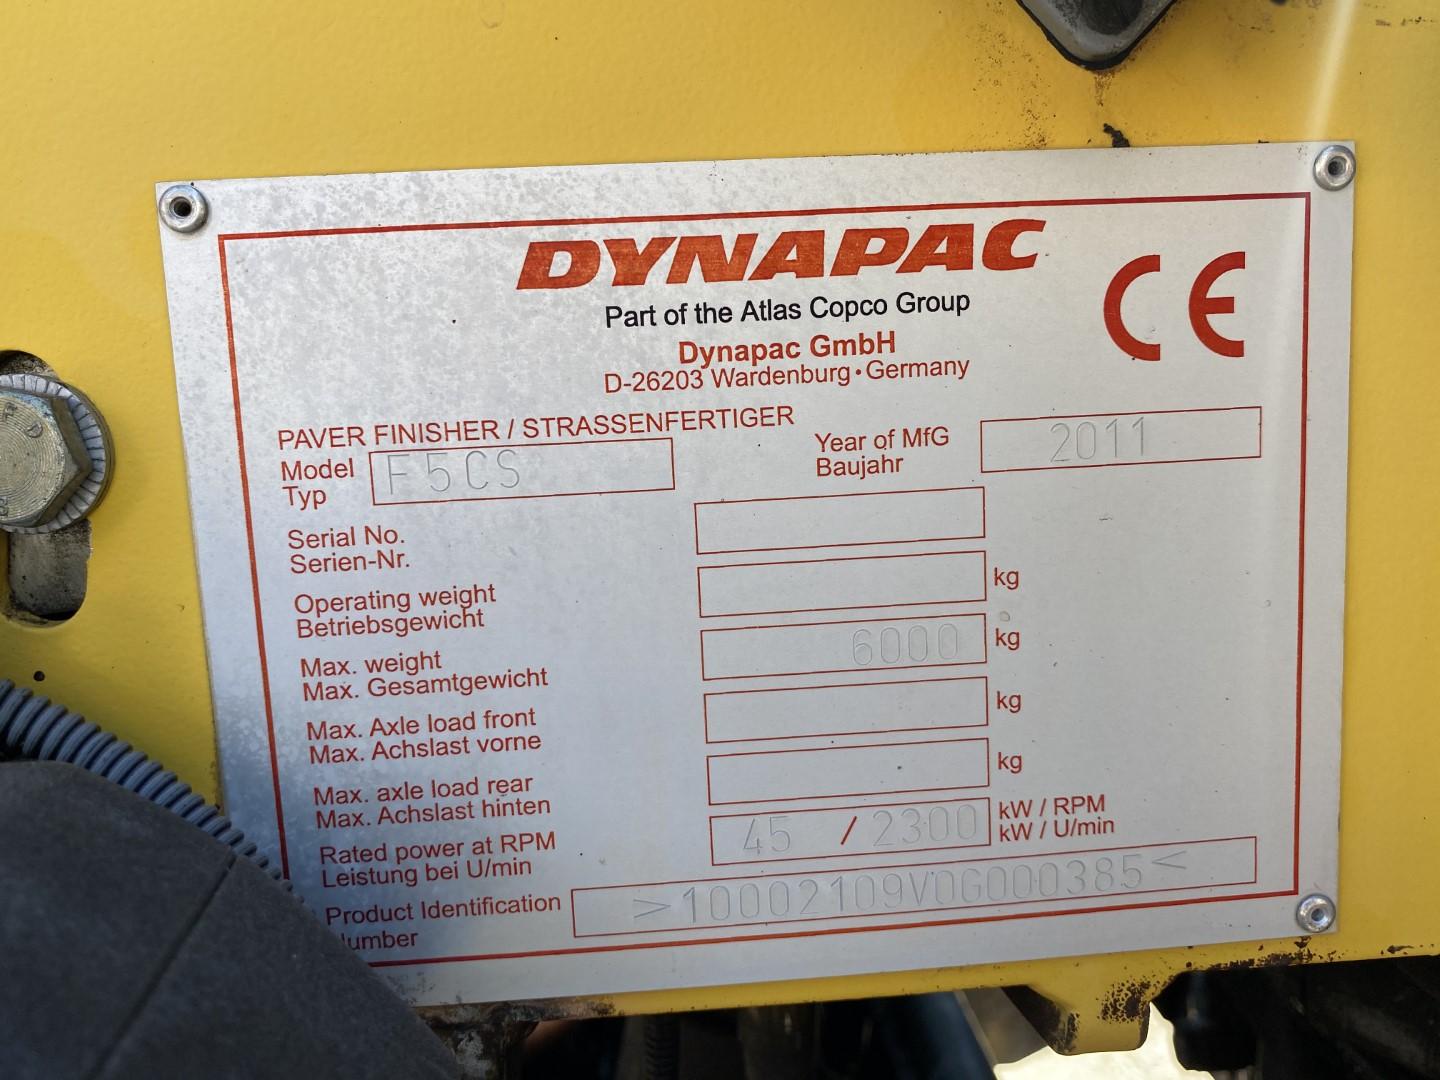 DYNAPAC
Part of the Atlas Copco Group
Dynapac GmbH
D-26203 Wardenburg • Germany
CE
PAVER FINISHER / STRASSENFERTIGER
Model F5CS
Typ
Year of MfG 2011
Baujahr
Serial No.
Serien-Nr.
Operating weight kg
Betriebsgewicht
Max. weight 6000 kg
Max. Gesamtgewicht
Max. Axle load front kg
Max. Achslast vorne
Max. axle load rear kg
Max. Achslast hinten
Rated power at RPM 45 / 2300 kW / RPM
Leistung bei U/min kW / U/min
Product Identification >10002109V0G000385<
umber